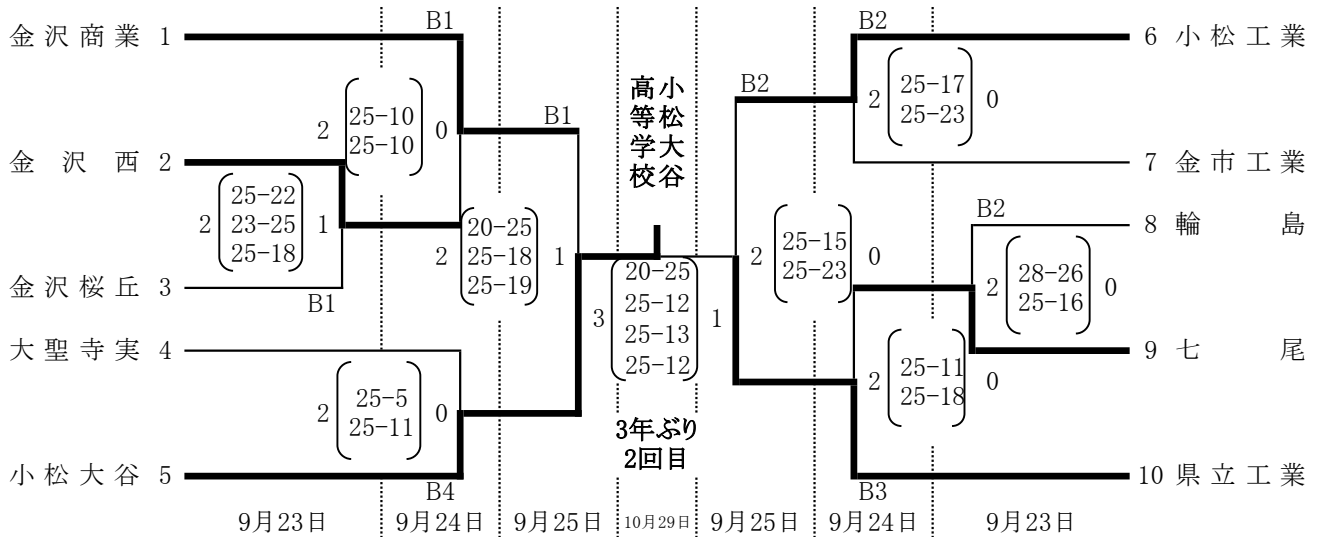 B1
B2
金沢商業 1
6 小松工業
高等学校
小松大谷
B2
25-17
25-23
2
0
25-10
25-10
2
0
B1
金沢西 2
7 金市工業
25-22
23-25
25-18
2
1
B2
8 輪島
20-25
25-18
25-19
2
1
25-15
25-23
2
0
20-25
25-12
25-13
25-12
3
1
28-26
25-16
2
0
金沢桜丘 3
B1
大聖寺実 4
9 七尾
25-5
25-11
2
0
25-11
25-18
2
0
3年ぶり
2回目
小松大谷 5
10 県立工業
B4
B3
9月23日
9月24日
9月25日
10月29日
9月25日
9月24日
9月23日